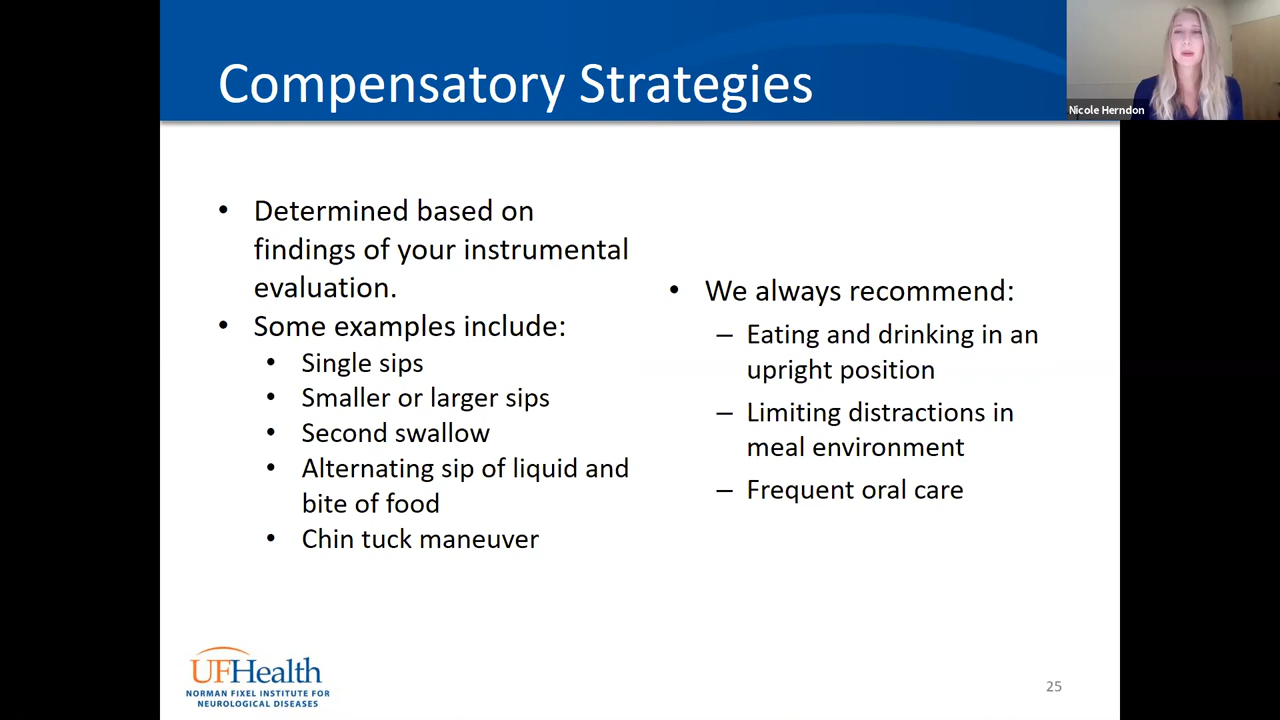 Compensatory Strategies
Nicole Herndon
• Determined based on
findings of your instrumental
evaluation.
• Some examples include:
• Single sips
• Smaller or larger sips
• Second swallow
• Alternating sip of liquid and
bite of food
• Chin tuck maneuver
• We always recommend:
– Eating and drinking in an
upright position
– Limiting distractions in
meal environment
– Frequent oral care
UFHealth
NORMAN FIXEL INSTITUTE FOR
NEUROLOGICAL DISEASES
25